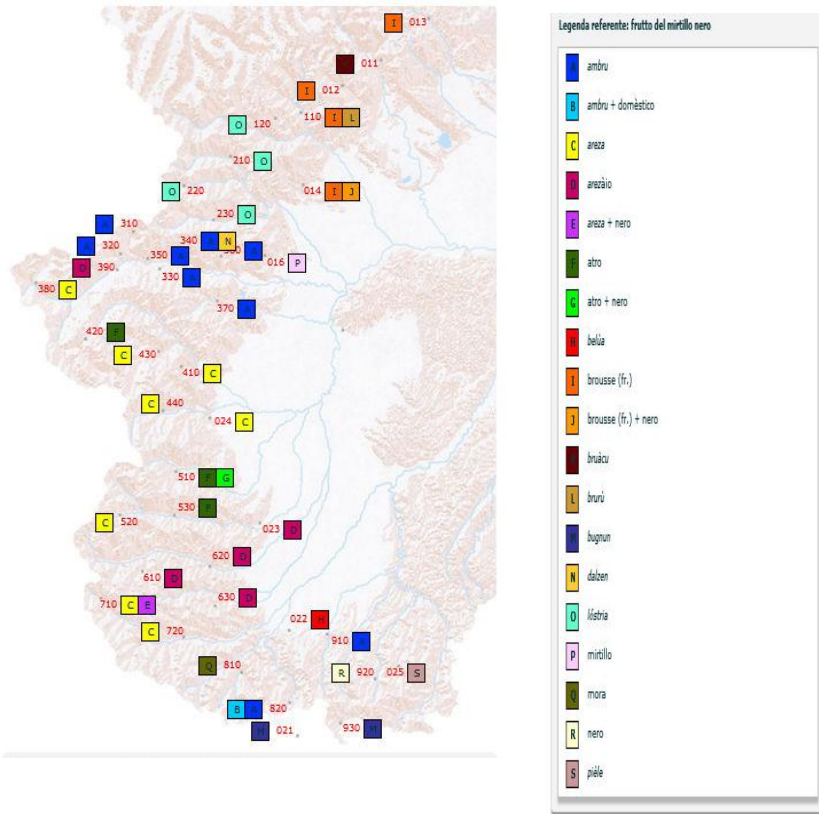 I 013
011
I 012
110 I L
O 120
210 O
O 220
014 I J
230 O
A 310
340 A N
A 320
350 A
A
016 P
D 390
330 A
380 C
370 A
420 F
C 430
410 C
C 440
024 C
510 F G
530 F
C 520
023 D
620 D
610 D
630 D
710 C E
022 H
C 720
910 A
Q 810
R 920
025 S
B A 820
930 M
021
Legenda referente: frutto del mirtillo nero
A ambru
B ambru + domèstico
C areza
D arezàio
E areza + nero
F atro
G atro + nero
H belùa
I brousse (fr.)
J brousse (fr.) + nero
bruàcu
L brurù
M bugnun
N dalzen
O
P mirtillo
Q mora
R nero
S pièle